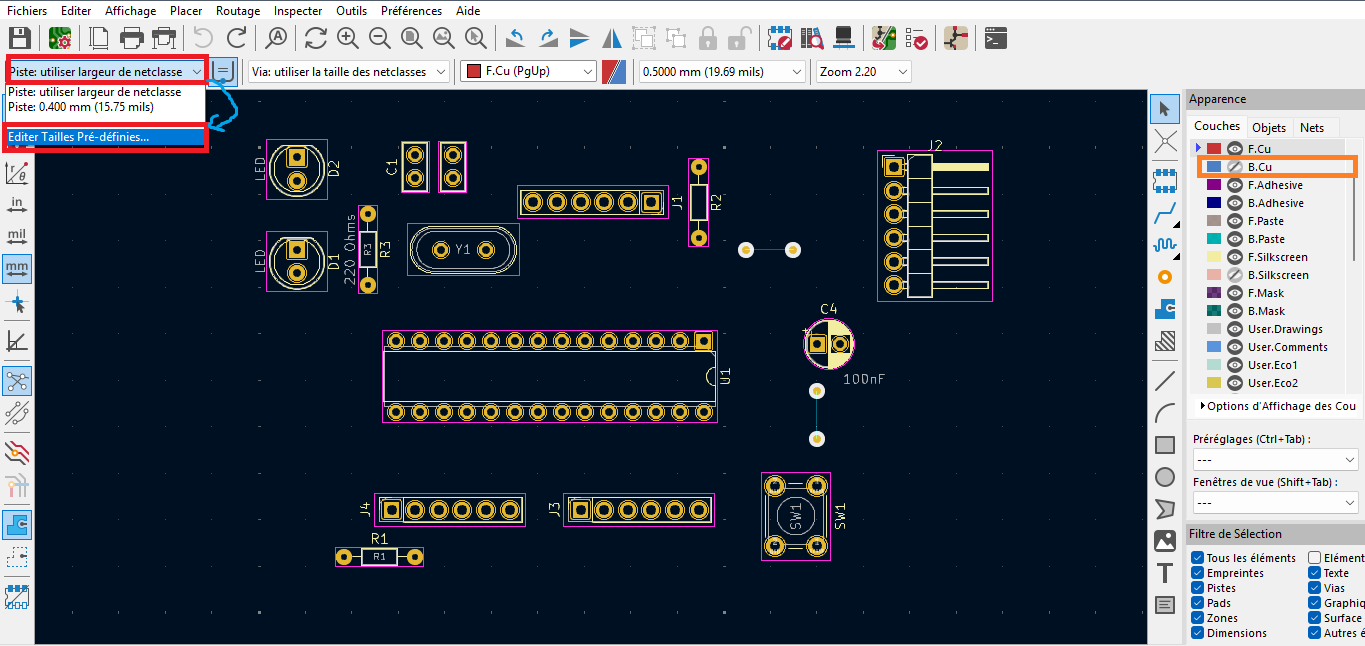 Fichiers Editer Affichage Placer Routage Inspecter Outils Préférences Aide
Piste: utiliser largeur de netclasse Via: utiliser la taille des netclasses F.Cu (PgUp) 0.5000 mm (19.69 mils) Zoom 2.20
Piste: utiliser largeur de netclasse
Piste: 0.400 mm (15.75 mils)
Editer Tailles Pré-définies...
in
mil
mm
LED
D2
C1
J1
R2
J2
LED
D1
220 Ohms
R3
R3
Y1
C4
+
100nF
U1
J4
J3
SW1
SW1
R1
R1
Apparence
Couches Objets Nets
F.Cu
B.Cu
F.Adhesive
B.Adhesive
F.Paste
B.Paste
F.Silkscreen
B.Silkscreen
F.Mask
B.Mask
User.Drawings
User.Comments
User.Eco1
User.Eco2
Options d'Affichage des Cou
Préréglages (Ctrl+Tab) :
---
Fenêtres de vue (Shift+Tab) :
---
Filtre de Sélection
Tous les éléments Elément
Empreintes Texte
Pistes Vias
Pads Graphiq
Zones Surface
Dimensions Autres é